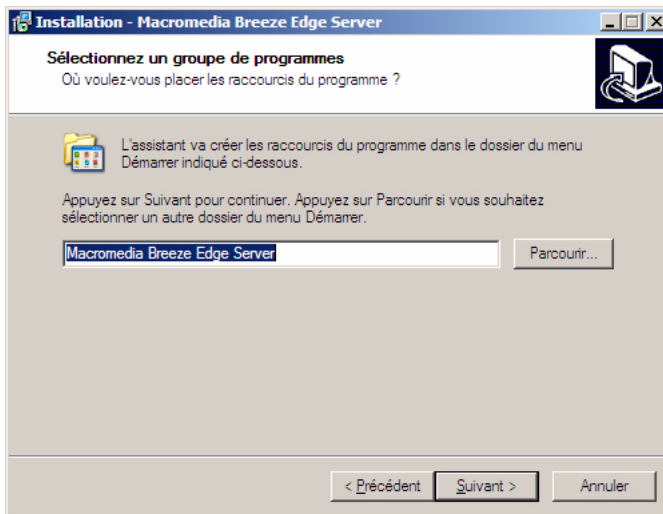 Installation - Macromedia Breeze Edge Server
Sélectionnez un groupe de programmes
Où voulez-vous placer les raccourcis du programme ?
L'assistant va créer les raccourcis du programme dans le dossier du menu
Démarrer indiqué ci-dessous.
Appuyez sur Suivant pour continuer. Appuyez sur Parcourir si vous souhaitez
sélectionner un autre dossier du menu Démarrer.
Macromedia Breeze Edge Server
Parcourir...
< Précédent
Suivant >
Annuler